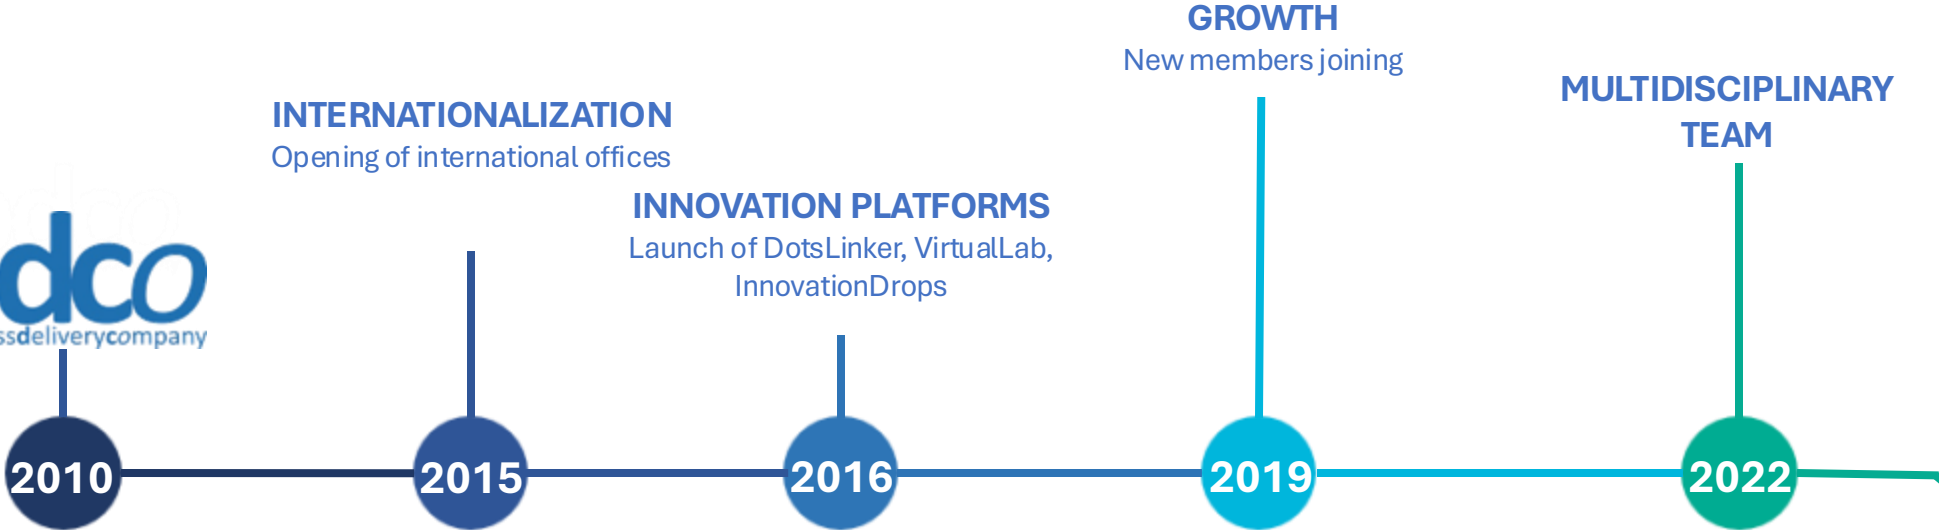 GROWTH
New members joining
MULTIDISCIPLINARY
TEAM
INTERNATIONALIZATION
Opening of international offices
INNOVATION PLATFORMS
Launch of DotsLinker, VirtualLab,
InnovationDrops
dco
ssdeliverycompany
2010
2015
2016
2019
2022